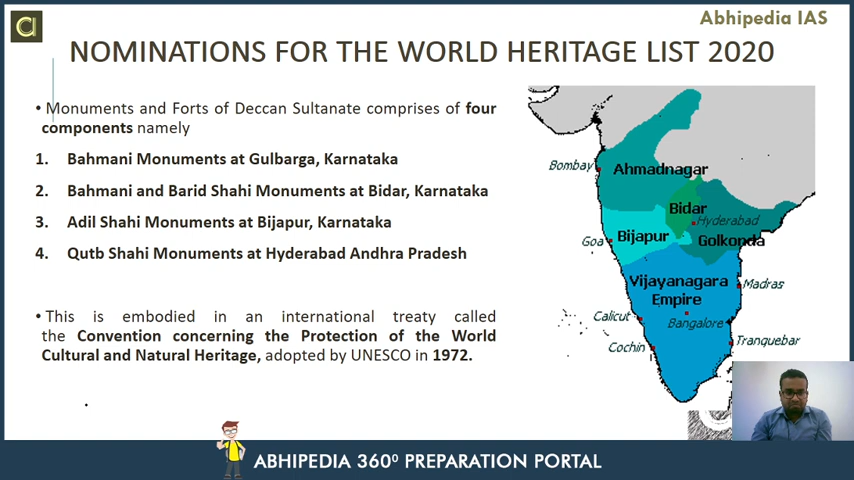 Abhipedia IAS
NOMINATIONS FOR THE WORLD HERITAGE LIST 2020
• Monuments and Forts of Deccan Sultanate comprises of four
components namely
1. Bahmani Monuments at Gulbarga, Karnataka
2. Bahmani and Barid Shahi Monuments at Bidar, Karnataka
3. Adil Shahi Monuments at Bijapur, Karnataka
4. Qutb Shahi Monuments at Hyderabad Andhra Pradesh
• This is embodied in an international treaty called
the Convention concerning the Protection of the World
Cultural and Natural Heritage, adopted by UNESCO in 1972.
Bombay
Ahmadnagar
Bidar
Hyderabad
Goa
Bijapur
Golkonda
Vijayanagara
Empire
Madras
Calicut
Bangalore
Cochin
Tranquebar
ABHIPEDIA 360⁰ PREPARATION PORTAL